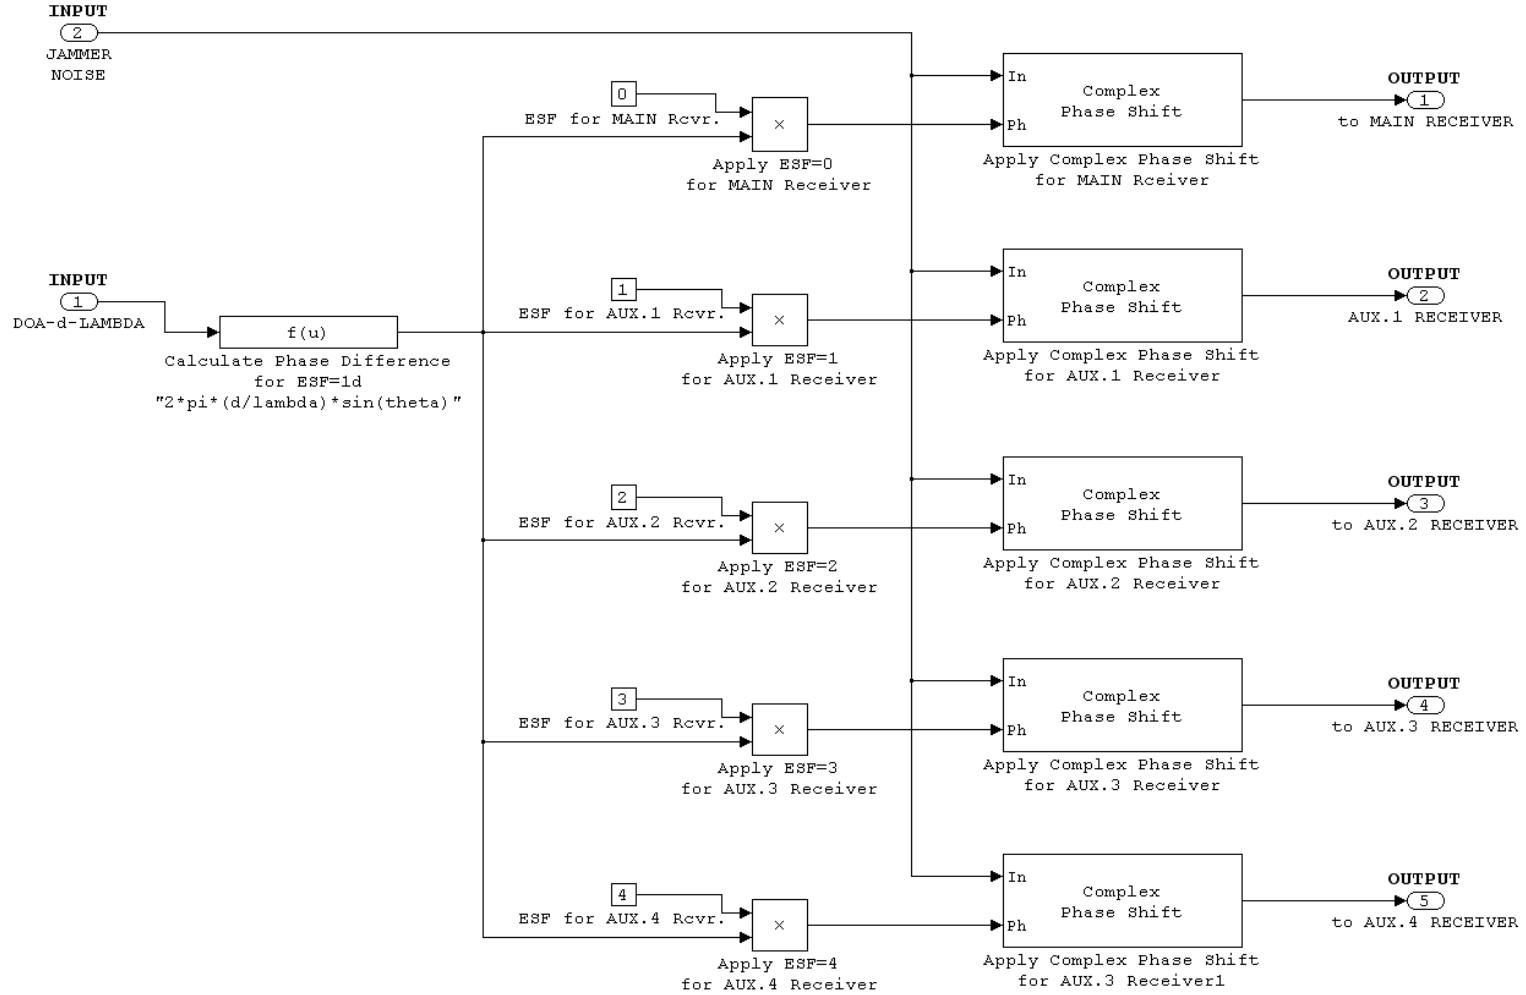 INPUT
2
JAMMER
NOISE
In
Complex
Phase Shift
Ph
OUTPUT
1
to MAIN RECEIVER
0
ESF for MAIN Rcvr.
×
Apply ESF=0
for MAIN Receiver
Apply Complex Phase Shift
for MAIN Rceiver
INPUT
1
DOA-d-LAMBDA
f(u)
Calculate Phase Difference
for ESF=1d
"2*pi*(d/lambda)*sin(theta)"
1
ESF for AUX.1 Rcvr.
×
Apply ESF=1
for AUX.1 Receiver
In
Complex
Phase Shift
Ph
Apply Complex Phase Shift
for AUX.1 Receiver
OUTPUT
2
AUX.1 RECEIVER
2
ESF for AUX.2 Rcvr.
×
Apply ESF=2
for AUX.2 Receiver
In
Complex
Phase Shift
Ph
Apply Complex Phase Shift
for AUX.2 Receiver
OUTPUT
3
to AUX.2 RECEIVER
3
ESF for AUX.3 Rcvr.
×
Apply ESF=3
for AUX.3 Receiver
In
Complex
Phase Shift
Ph
Apply Complex Phase Shift
for AUX.3 Receiver
OUTPUT
4
to AUX.3 RECEIVER
4
ESF for AUX.4 Rcvr.
×
Apply ESF=4
for AUX.4 Receiver
In
Complex
Phase Shift
Ph
Apply Complex Phase Shift
for AUX.3 Receiver1
OUTPUT
5
to AUX.4 RECEIVER